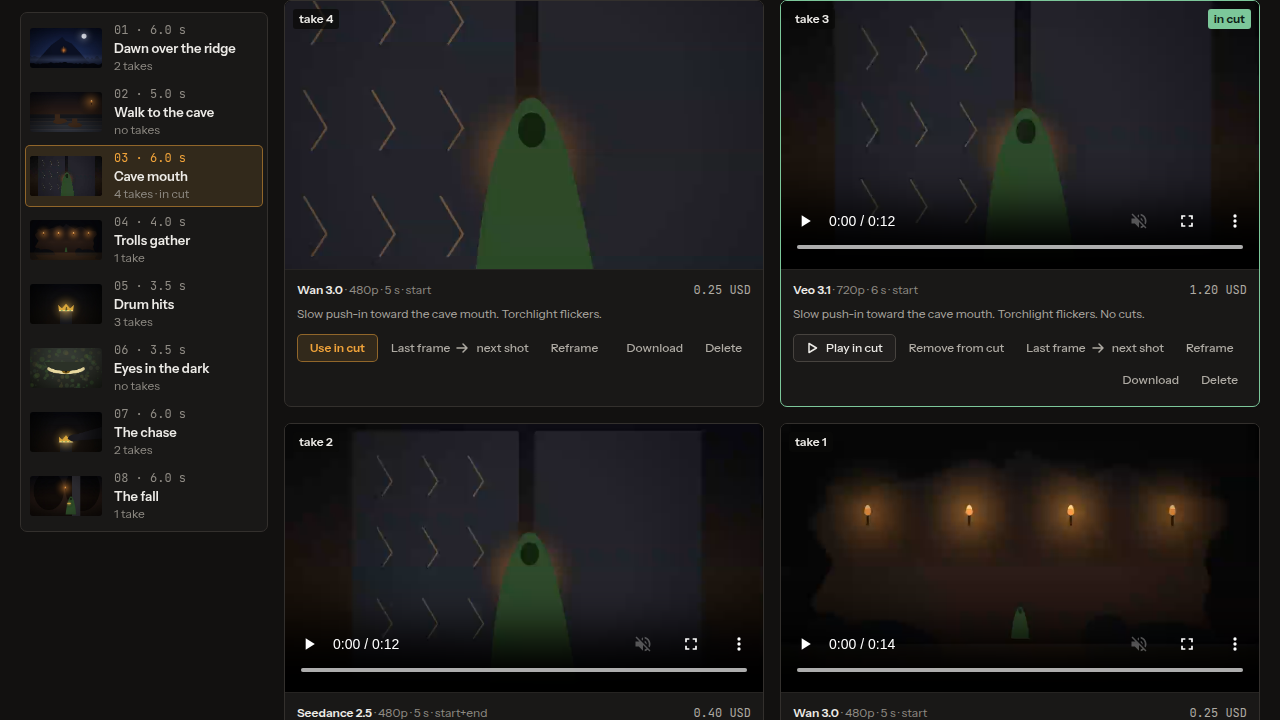 01 · 6.0 s
Dawn over the ridge
2 takes
02 · 5.0 s
Walk to the cave
no takes
03 · 6.0 s
Cave mouth
4 takes · in cut
04 · 4.0 s
Trolls gather
1 take
05 · 3.5 s
Drum hits
3 takes
06 · 3.5 s
Eyes in the dark
no takes
07 · 6.0 s
The chase
2 takes
08 · 6.0 s
The fall
1 take
take 4
Wan 3.0 · 480p · 5 s · start 0.25 USD
Slow push-in toward the cave mouth. Torchlight flickers.
Use in cut Last frame → next shot Reframe Download Delete
take 3 in cut
0:00 / 0:12
Veo 3.1 · 720p · 6 s · start 1.20 USD
Slow push-in toward the cave mouth. Torchlight flickers. No cuts.
Play in cut Remove from cut Last frame → next shot Reframe
Download Delete
take 2
0:00 / 0:12
Seedance 2.5 · 480p · 5 s · start+end 0.40 USD
take 1
0:00 / 0:14
Wan 3.0 · 480p · 5 s · start 0.25 USD